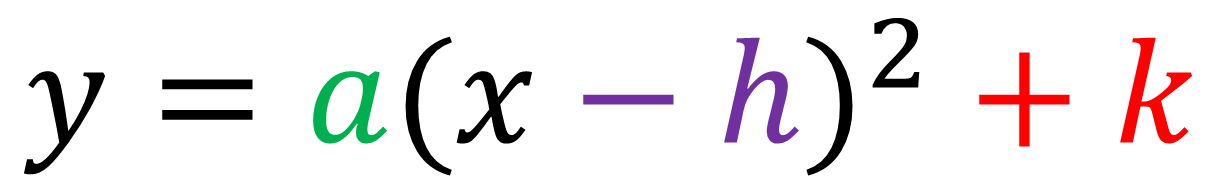 y = a(x − h)² + k